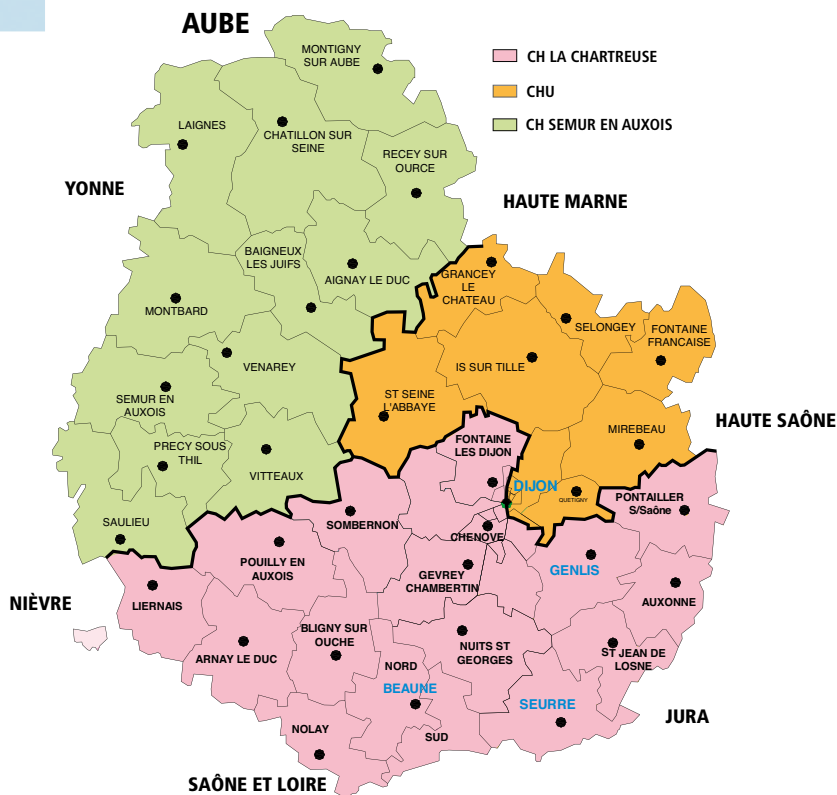 AUBE
MONTIGNY
SUR AUBE
CH LA CHARTREUSE
CHU
CH SEMUR EN AUXOIS
LAIGNES
CHATILLON SUR
SEINE
RECEY SUR
OURCE
YONNE
HAUTE MARNE
BAIGNEUX
LES JUIFS
AIGNAY LE DUC
GRANCEY
LE
CHATEAU
MONTBARD
SELONGEY
FONTAINE
FRANCAISE
VENAREY
IS SUR TILLE
SEMUR EN
AUXOIS
ST SEINE
L'ABBAYE
HAUTE SAÔNE
MIREBEAU
PRECY SOUS
THIL
VITTEAUX
FONTAINE
LES DIJON
DIJON
QUETIGNY
PONTAILLER
S/Saône
SAULIEU
SOMBERNON
CHENOVE
POUILLY EN
AUXOIS
GEVREY
CHAMBERTIN
GENLIS
NIÈVRE
LIERNAIS
AUXONNE
BLIGNY SUR
OUCHE
NUITS ST
GEORGES
ARNAY LE DUC
NORD
ST JEAN DE
LOSNE
BEAUNE
SEURRE
JURA
NOLAY
SUD
SAÔNE ET LOIRE